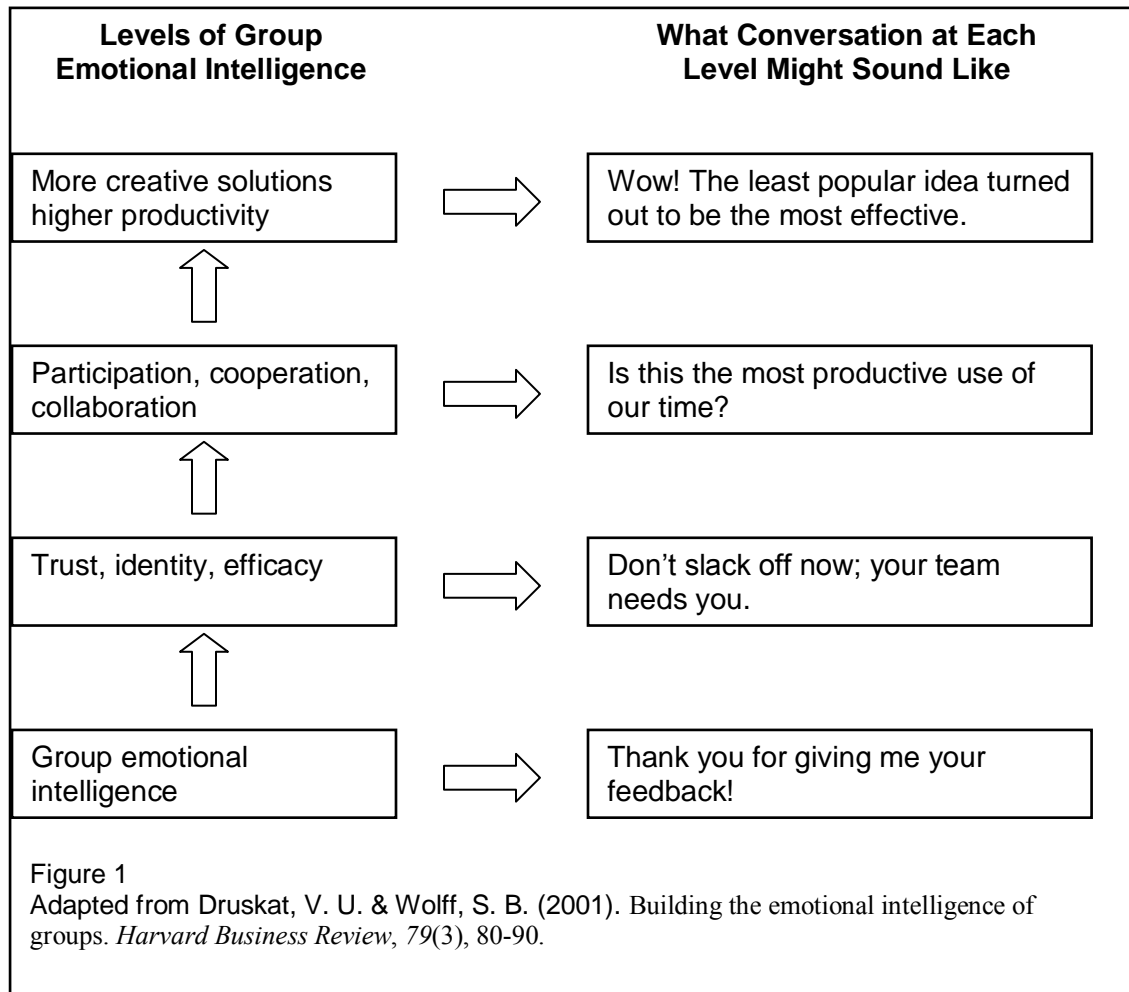 Levels of Group
Emotional Intelligence
What Conversation at Each
Level Might Sound Like
More creative solutions
higher productivity
Wow! The least popular idea turned
out to be the most effective.
Participation, cooperation,
collaboration
Is this the most productive use of
our time?
Trust, identity, efficacy
Don’t slack off now; your team
needs you.
Group emotional
intelligence
Thank you for giving me your
feedback!
Figure 1
Adapted from Druskat, V. U. & Wolff, S. B. (2001). Building the emotional intelligence of
groups. Harvard Business Review, 79(3), 80-90.